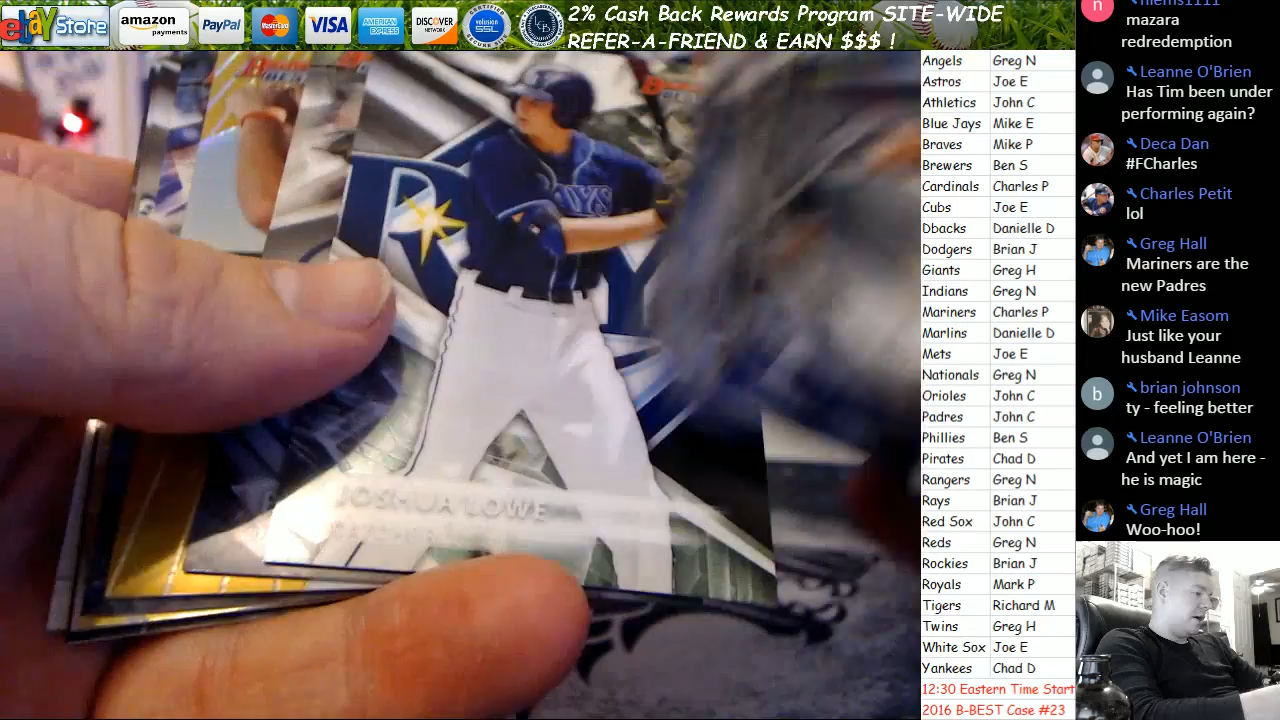 ebay Store
amazon
payments
PayPal
MasterCard
VISA
AMERICAN EXPRESS
DISCOVER
NETWORK
volusion
SSL
2% Cash Back Rewards Program SITE-WIDE
REFER-A-FRIEND & EARN $$$ !
RAYS
JOSHUA LOWE
Angels Greg N
Astros Joe E
Athletics John C
Blue Jays Mike E
Braves Mike P
Brewers Ben S
Cardinals Charles P
Cubs Joe E
Dbacks Danielle D
Dodgers Brian J
Giants Greg H
Indians Greg N
Mariners Charles P
Marlins Danielle D
Mets Joe E
Nationals Greg N
Orioles John C
Padres John C
Phillies Ben S
Pirates Chad D
Rangers Greg N
Rays Brian J
Red Sox John C
Reds Greg N
Rockies Brian J
Royals Mark P
Tigers Richard M
Twins Greg H
White Sox Joe E
Yankees Chad D
12:30 Eastern Time Start
2016 B-BEST Case #23
n
mazara
redredemption
Leanne O'Brien
Has Tim been under
performing again?
Deca Dan
#FCharles
Charles Petit
lol
Greg Hall
Mariners are the
new Padres
Mike Easom
Just like your
husband Leanne
b
brian johnson
ty - feeling better
Leanne O'Brien
And yet I am here -
he is magic
Greg Hall
Woo-hoo!